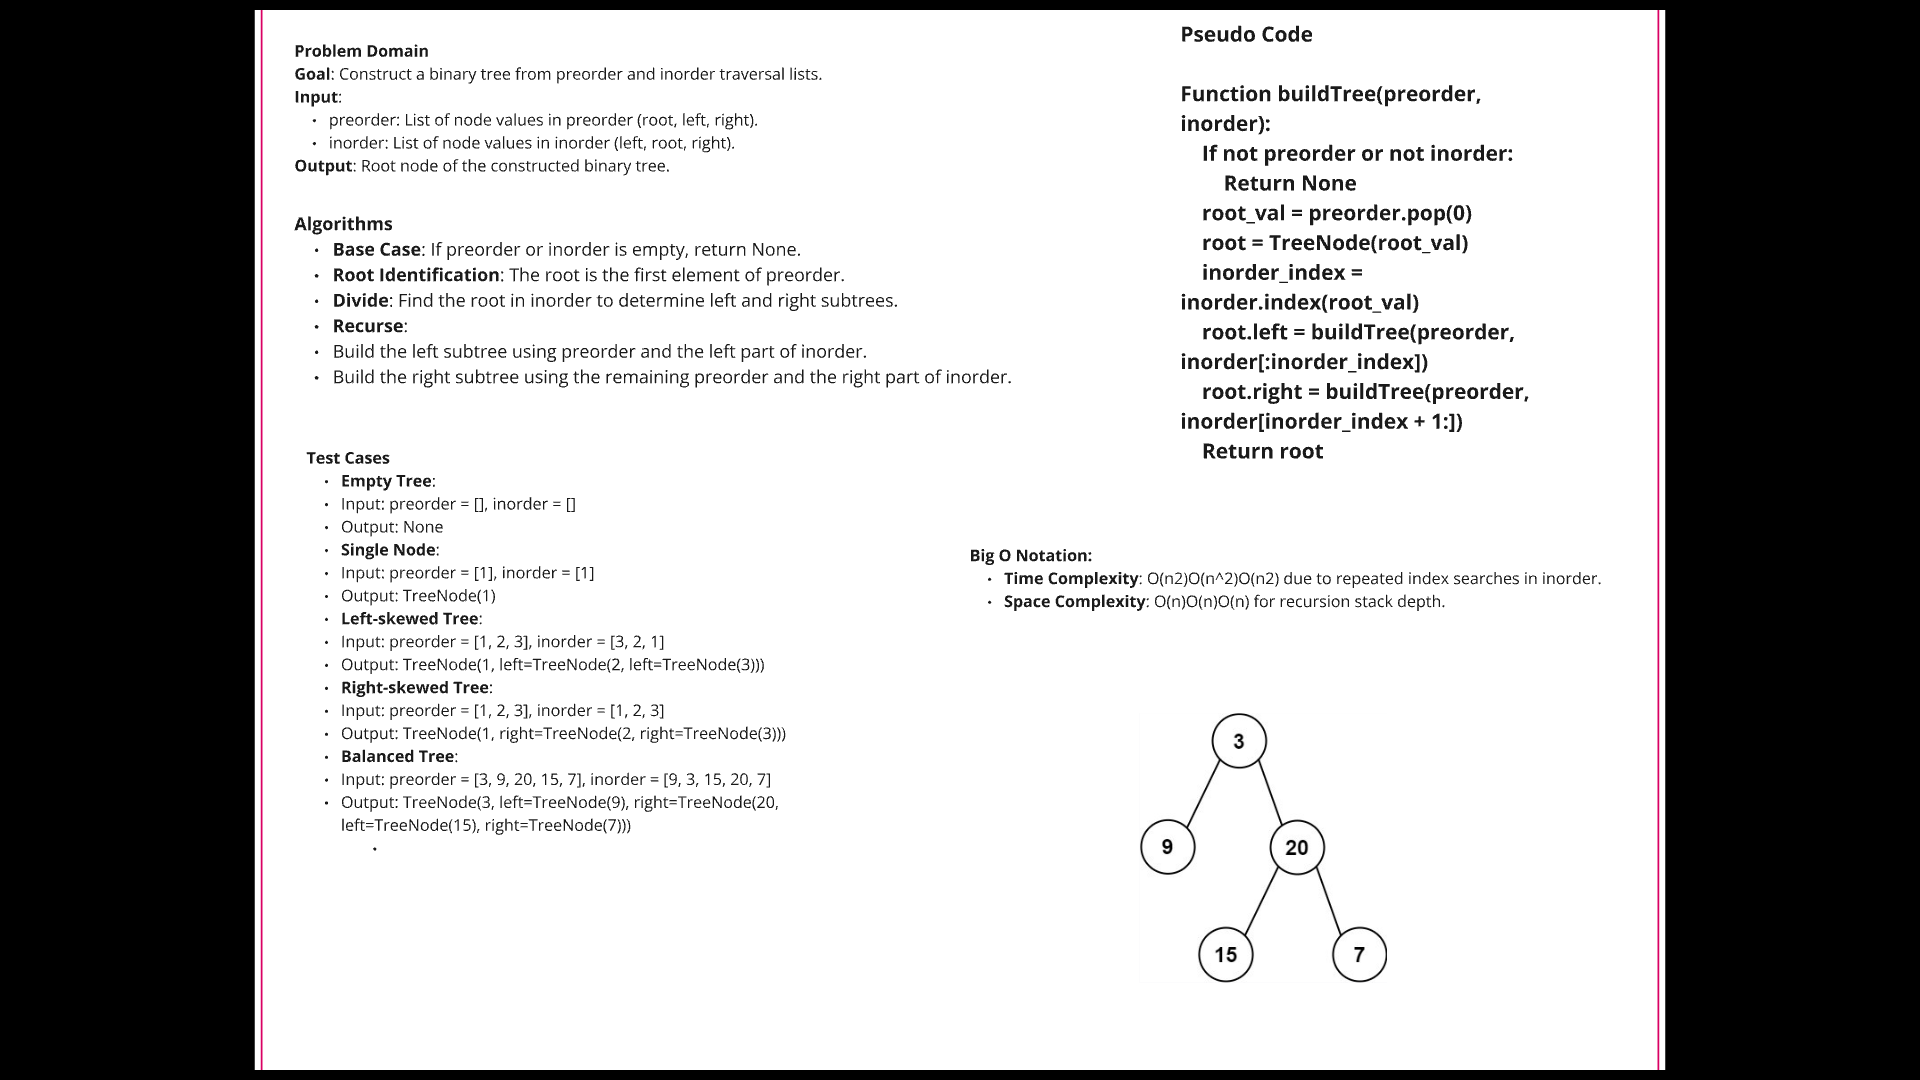 Problem Domain
Goal: Construct a binary tree from preorder and inorder traversal lists.
Input:
• preorder: List of node values in preorder (root, left, right).
• inorder: List of node values in inorder (left, root, right).
Output: Root node of the constructed binary tree.
Algorithms
• Base Case: If preorder or inorder is empty, return None.
• Root Identification: The root is the first element of preorder.
• Divide: Find the root in inorder to determine left and right subtrees.
• Recurse:
• Build the left subtree using preorder and the left part of inorder.
• Build the right subtree using the remaining preorder and the right part of inorder.
Test Cases
• Empty Tree:
• Input: preorder = [], inorder = []
• Output: None
• Single Node:
• Input: preorder = [1], inorder = [1]
• Output: TreeNode(1)
• Left-skewed Tree:
• Input: preorder = [1, 2, 3], inorder = [3, 2, 1]
• Output: TreeNode(1, left=TreeNode(2, left=TreeNode(3)))
• Right-skewed Tree:
• Input: preorder = [1, 2, 3], inorder = [1, 2, 3]
• Output: TreeNode(1, right=TreeNode(2, right=TreeNode(3)))
• Balanced Tree:
• Input: preorder = [3, 9, 20, 15, 7], inorder = [9, 3, 15, 20, 7]
• Output: TreeNode(3, left=TreeNode(9), right=TreeNode(20,
left=TreeNode(15), right=TreeNode(7)))
•
Pseudo Code
Function buildTree(preorder,
inorder):
If not preorder or not inorder:
Return None
root_val = preorder.pop(0)
root = TreeNode(root_val)
inorder_index =
inorder.index(root_val)
root.left = buildTree(preorder,
inorder[:inorder_index])
root.right = buildTree(preorder,
inorder[inorder_index + 1:])
Return root
Big O Notation:
• Time Complexity: O(n2)O(n^2)O(n2) due to repeated index searches in inorder.
• Space Complexity: O(n)O(n)O(n) for recursion stack depth.
3
9 20
15 7